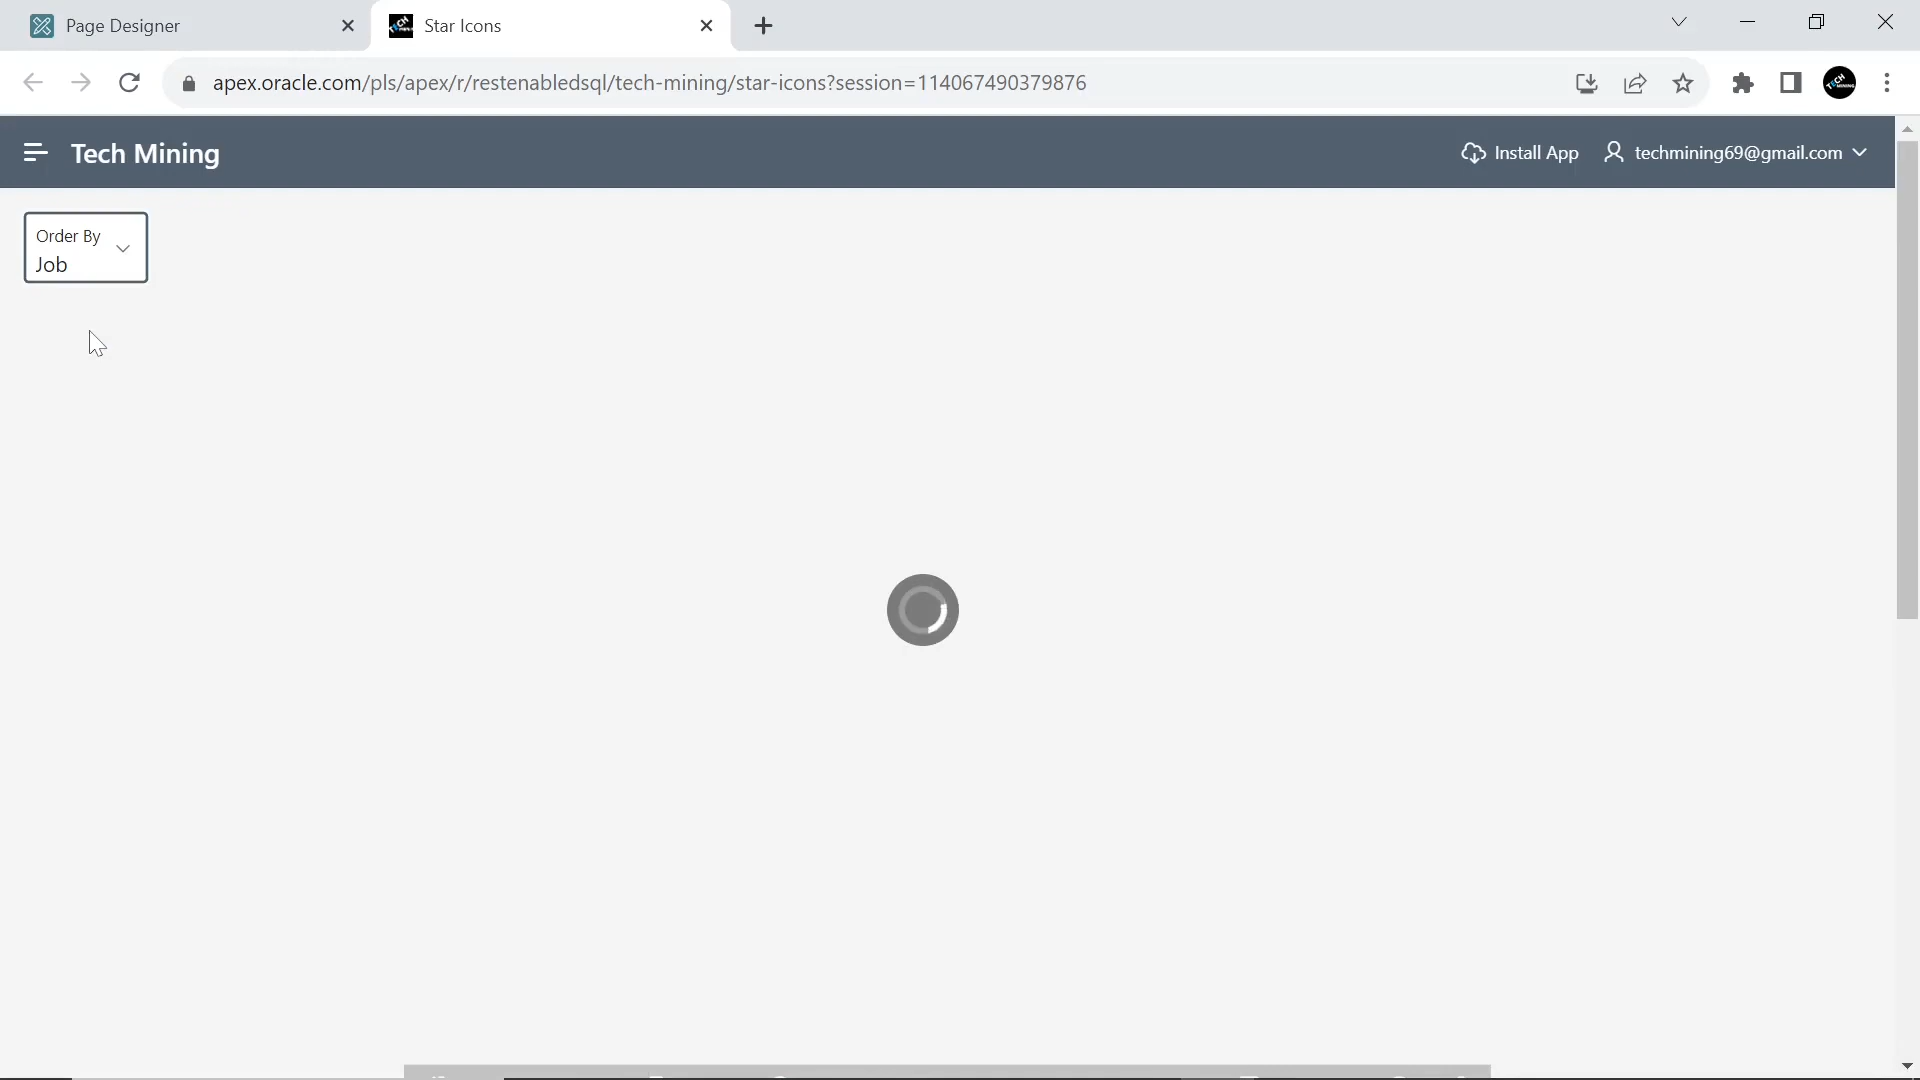 Page Designer
Star Icons
apex.oracle.com/pls/apex/r/restenabledsql/tech-mining/star-icons?session=114067490379876
Tech Mining
Install App
techmining69@gmail.com
Order By
Job